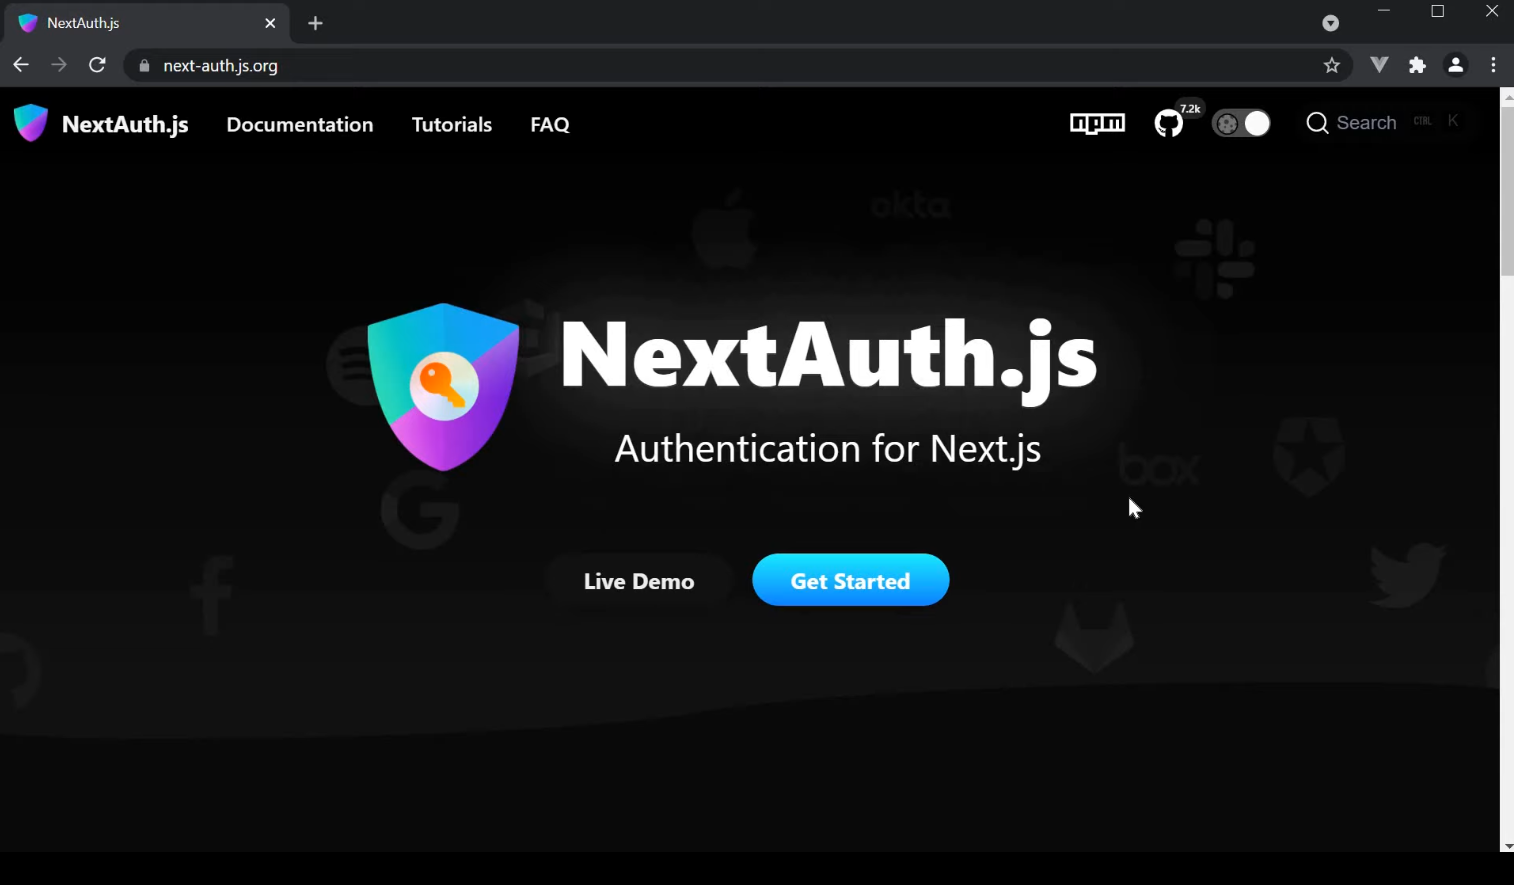 NextAuth.js
next-auth.js.org
NextAuth.js Documentation Tutorials FAQ npm 7.2k Search CTRL K
okta
NextAuth.js
Authentication for Next.js
box
Live Demo Get Started